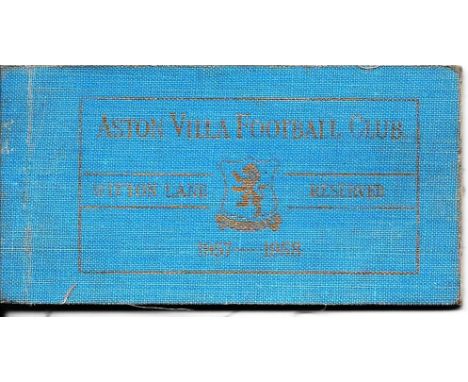 ASTON VILLA FOOTBALL CLUB
WITTON LANE RESERVED
1957 — 1958